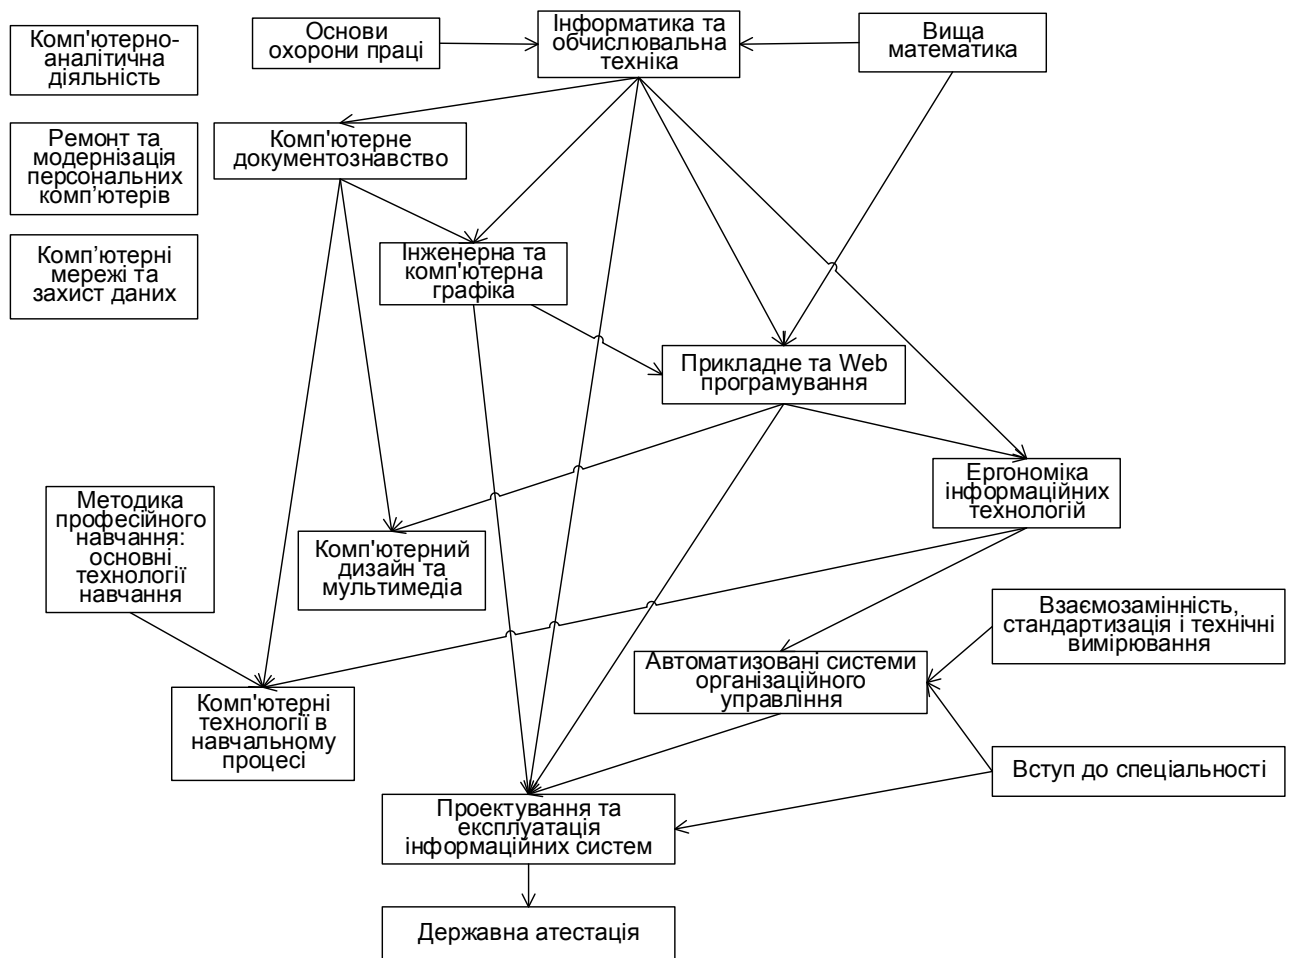 Комп'ютерно-
аналітична
діяльність
Основи
охорони праці
Інформатика та
обчислювальна
техніка
Вища
математика
Ремонт та
модернізація
персональних
комп’ютерів
Комп'ютерне
документознавство
Комп’ютерні
мережі та
захист даних
Інженерна та
комп'ютерна
графіка
Прикладне та Web
програмування
Ергономіка
інформаційних
технологій
Методика
професійного
навчання:
основні
технології
навчання
Комп'ютерний
дизайн та
мультимедіа
Взаємозамінність,
стандартизація і технічні
вимірювання
Автоматизовані системи
організаційного
управління
Комп'ютерні
технології в
навчальному
процесі
Вступ до спеціальності
Проектування та
експлуатація
інформаційних систем
Державна атестація